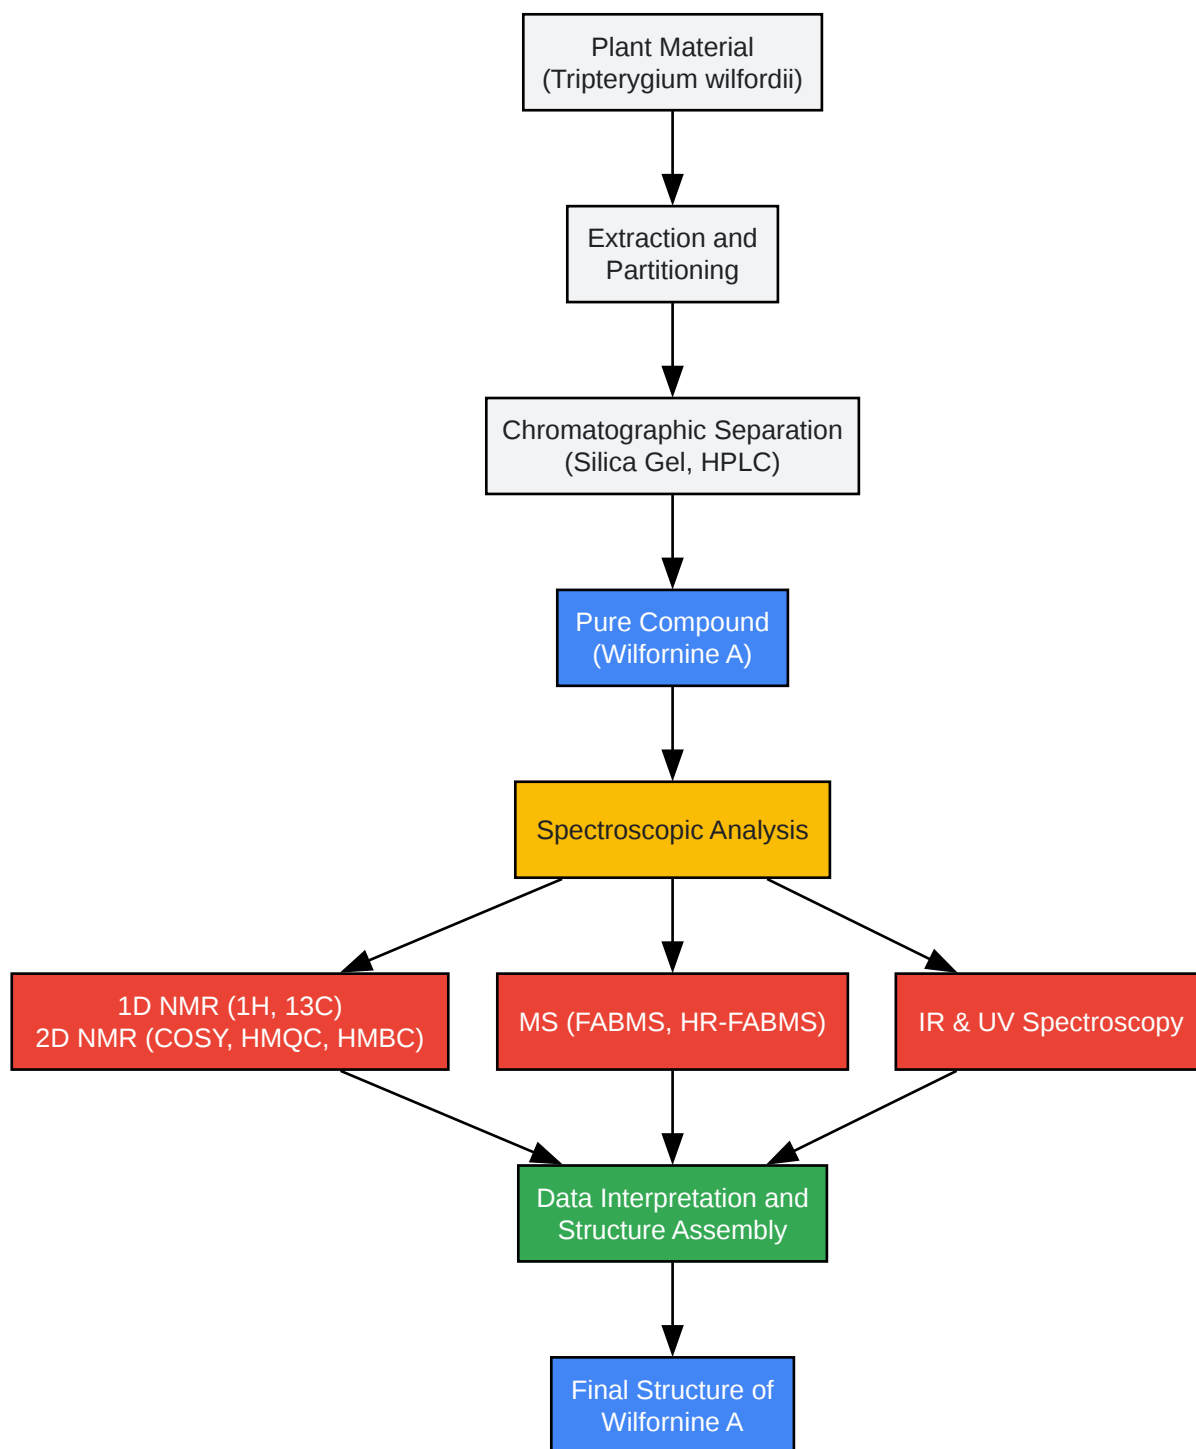 Plant Material
(Tripterygium wilfordii)
Extraction and
Partitioning
Chromatographic Separation
(Silica Gel, HPLC)
Pure Compound
(Wilfornine A)
Spectroscopic Analysis
1D NMR (1H, 13C)
2D NMR (COSY, HMQC, HMBC)
MS (FABMS, HR-FABMS)
IR & UV Spectroscopy
Data Interpretation and
Structure Assembly
Final Structure of
Wilfornine A